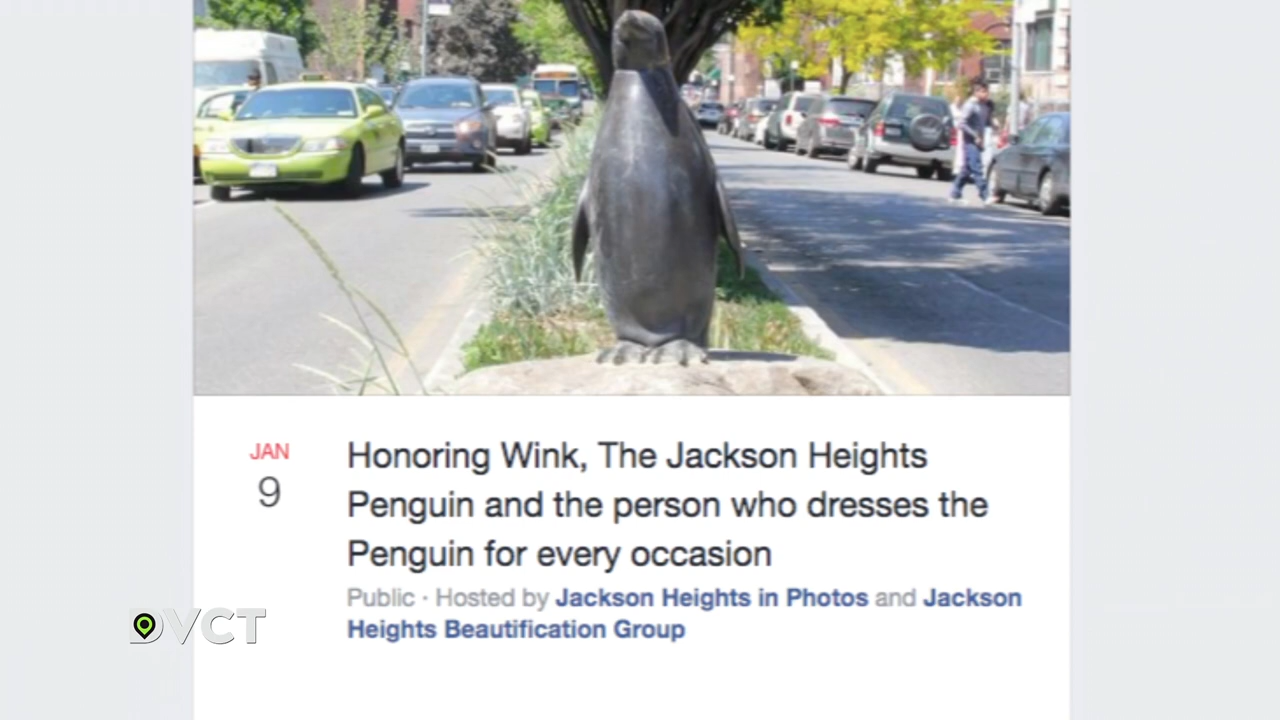 JAN
9
Honoring Wink, The Jackson Heights
Penguin and the person who dresses the
Penguin for every occasion
Public · Hosted by Jackson Heights in Photos and Jackson
Heights Beautification Group
DVCT